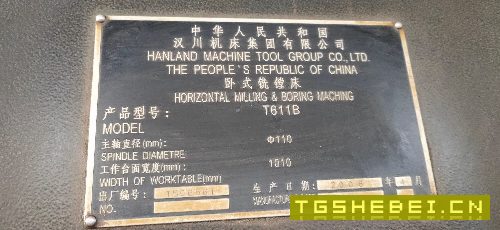 中华人民共和国
汉川机床集团有限公司
HANLAND MACHINE TOOL GROUP CO.,LTD.
THE PEOPLE'S REPUBLIC OF CHINA
卧式铣镗床
HORIZONTAL MILLING & BORING MACHING
产品型号: T611B
MODEL
主轴直径(mm): Φ110
SPINDLE DIAMETRE
工作台面宽度(mm): 1010
WIDTH OF WORKTABLE(mm)
出厂编号:
NO.
生产日期: 年 月
TGSHEBEI.CN